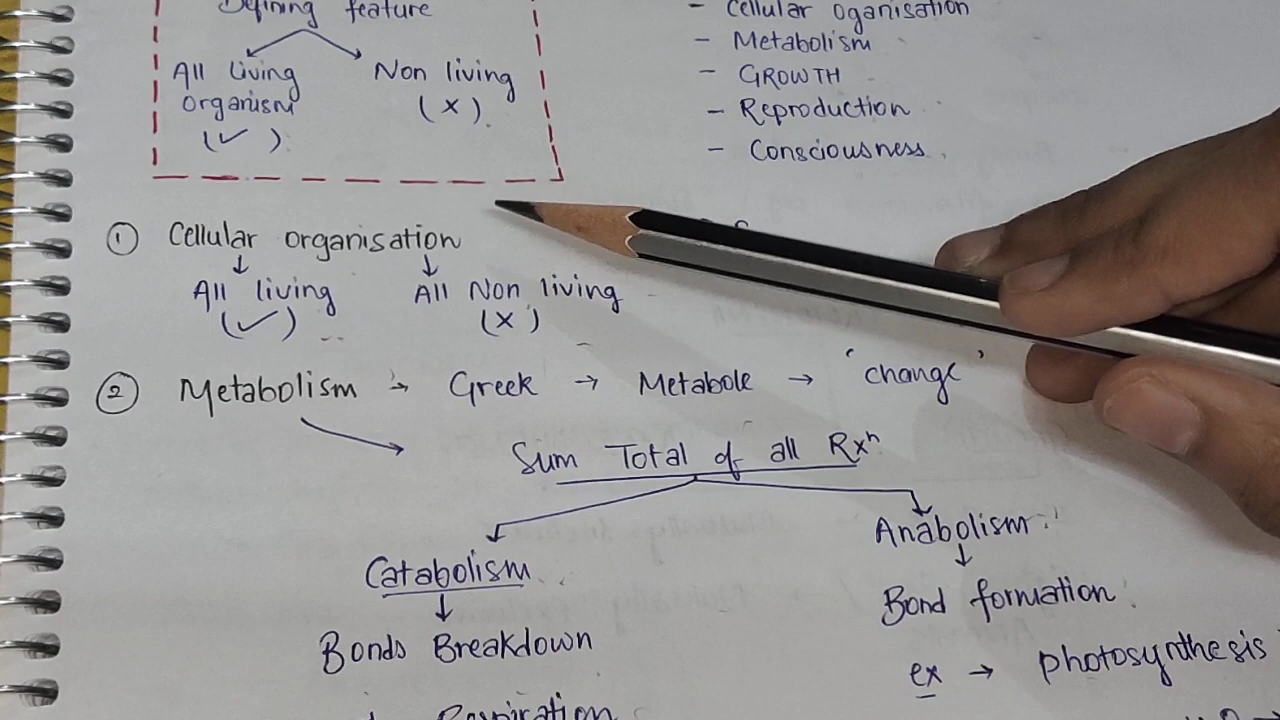 Defining feature
All living organism (✓)
Non living (×)
- Cellular oganisation
- Metabolism
- GROWTH
- Reproduction
- Consciousness.
① Cellular organisation
↓ ↓
All living (✓)
All Non living (×)
② Metabolism → Greek → Metabole → 'change'
Sum Total of all Rxⁿ
Catabolism
↓
Bonds Breakdown
Respiration
Anabolism
↓
Bond formation
ex → photosynthesis